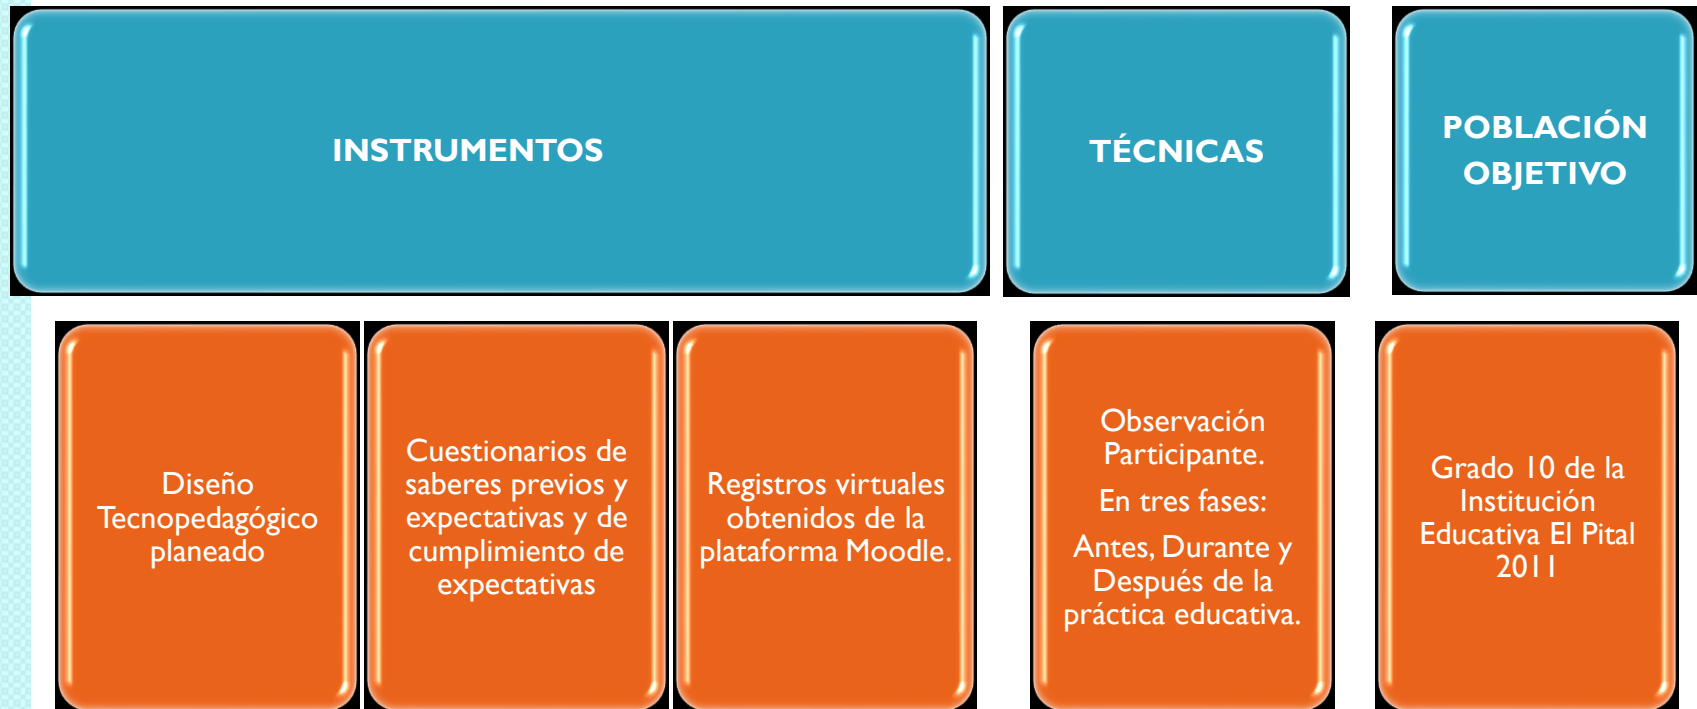 INSTRUMENTOS
TÉCNICAS
POBLACIÓN
OBJETIVO
Diseño
Tecnopedagógico
planeado
Cuestionarios de
saberes previos y
expectativas y de
cumplimiento de
expectativas
Registros virtuales
obtenidos de la
plataforma Moodle.
Observación
Participante.
En tres fases:
Antes, Durante y
Después de la
práctica educativa.
Grado 10 de la
Institución
Educativa El Pital
2011